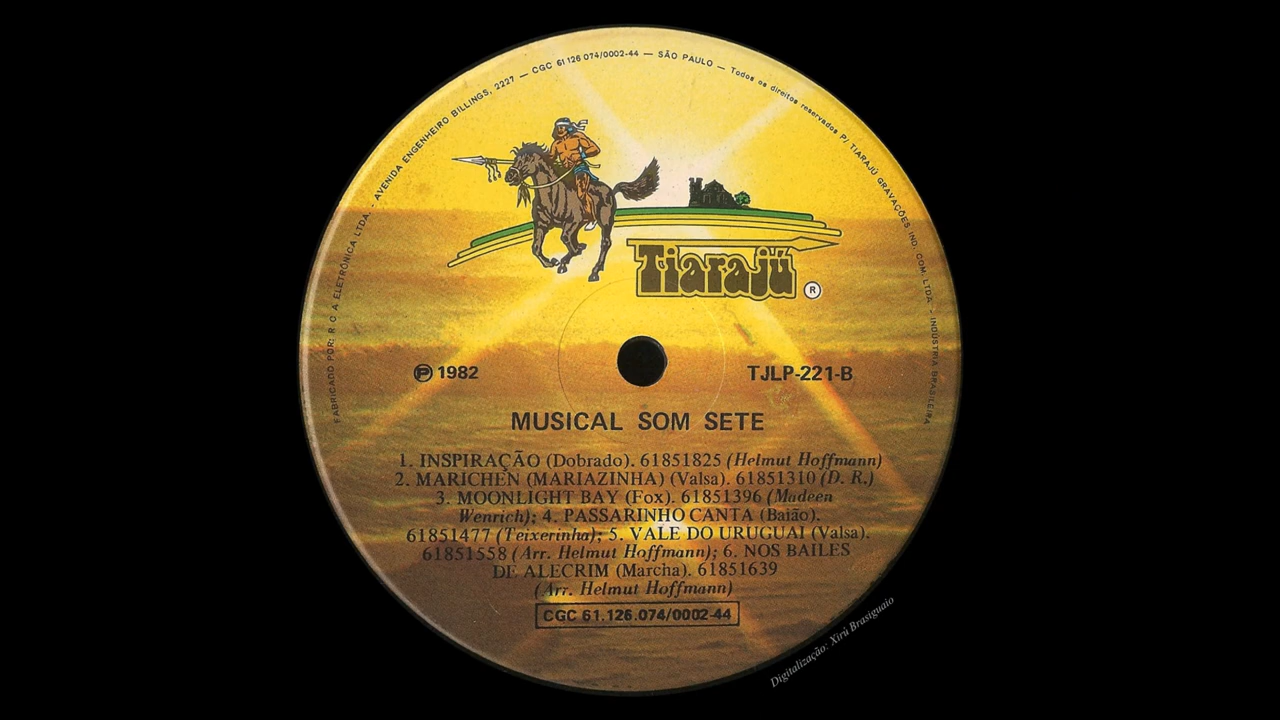 FABRICADO POR: R C A ELETRÔNICA LTDA. - AVENIDA ENGENHEIRO BILLINGS, 2227 — CGC 61 126 074/0002-44 — SÃO PAULO — Todos os direitos reservados P/ TIARAJÚ GRAVAÇÕES IND. COM. LTDA - INDÚSTRIA BRASILEIRA
Tiarajú ®
℗ 1982
TJLP-221-B
MUSICAL SOM SETE
1. INSPIRAÇÃO (Dobrado). 61851825 (Helmut Hoffmann)
2. MARICHEN (MARIAZINHA) (Valsa). 61851310 (D. R.)
3. MOONLIGHT BAY (Fox). 61851396 (Madeen
Wenrich); 4. PASSARINHO CANTA (Baião).
61851477 (Teixerinha); 5. VALE DO URUGUAI (Valsa).
61851558 (Arr. Helmut Hoffmann); 6. NOS BAILES
DE ALECRIM (Marcha). 61851639
(Arr. Helmut Hoffmann)
CGC 61.126.074/0002-44
Digitalização: Xirú Brasiguaio